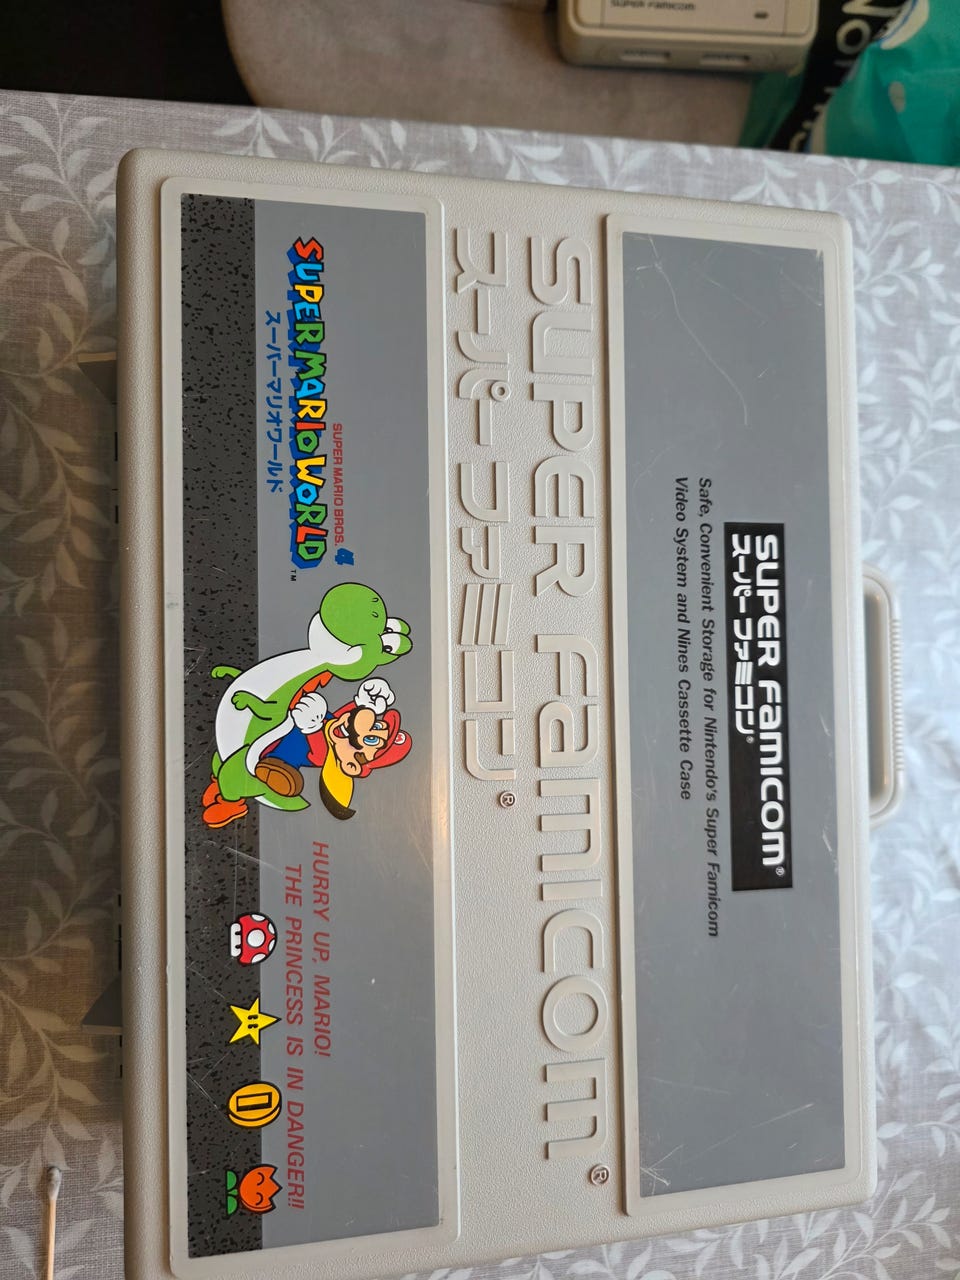 SUPER Famicom
SUPER FAMICOM®
スーパーファミコン®
Safe, Convenient Storage for Nintendo's Super Famicom
Video System and Nines Cassette Case
SUPER FAMICOM®
スーパーファミコン®
SUPER MARIO BROS. 4
SUPER MARIO WORLD™
スーパーマリオワールド
HURRY UP, MARIO!
THE PRINCESS IS IN DANGER!!